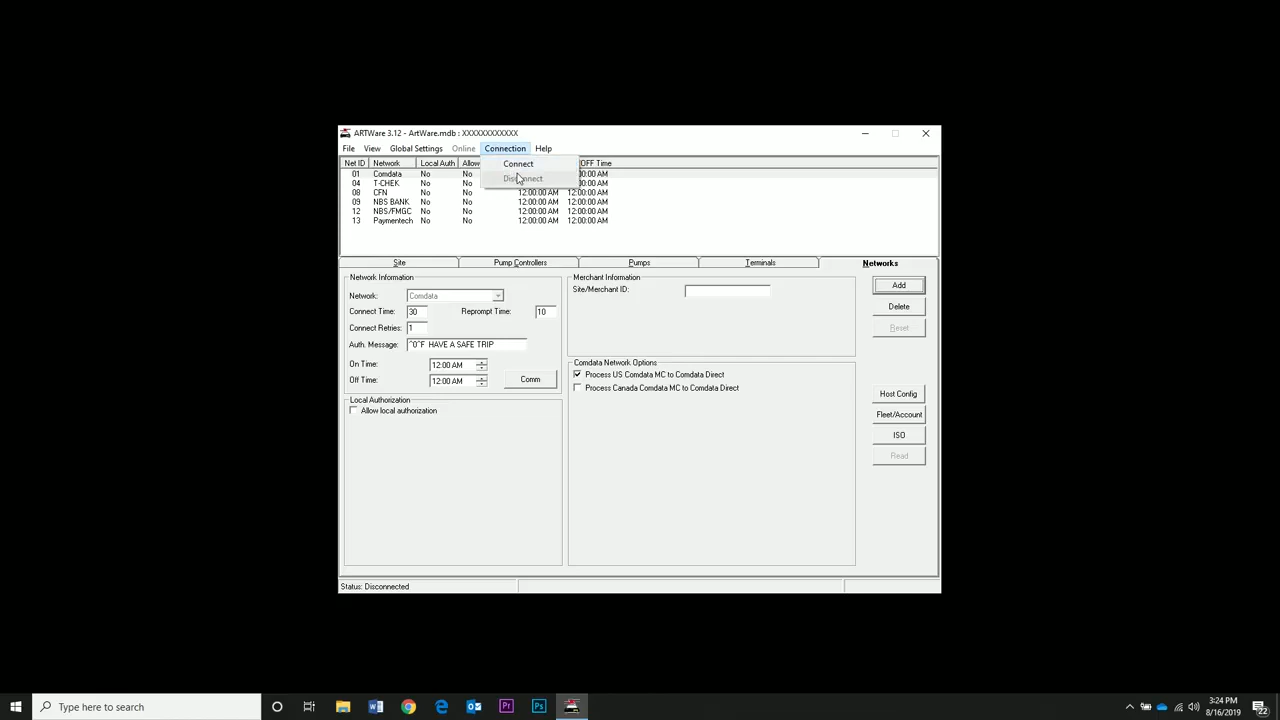 ARTWare 3.12 - ArtWare.mdb : XXXXXXXXXXXX
File View Global Settings Online Connection Help
Connect
Net ID Network Local Auth Allow OFF Time
01 Comdata No No 00:00 AM
04 T-CHEK No No 00:00 AM
08 CFN No No 12:00:00 AM 12:00:00 AM
09 NBS BANK No No 12:00:00 AM 12:00:00 AM
12 NBS/FMGC No No 12:00:00 AM 12:00:00 AM
13 Paymentech No No 12:00:00 AM 12:00:00 AM
Site Pump Controllers Pumps Terminals Networks
Network Information
Network: Comdata
Connect Time: 30 Reprompt Time: 10
Connect Retries: 1
Auth. Message: ^0^F HAVE A SAFE TRIP
On Time: 12:00 AM
Off Time: 12:00 AM Comm
Local Authorization
Allow local authorization
Merchant Information
Site/Merchant ID:
Comdata Network Options
Process US Comdata MC to Comdata Direct
Process Canada Comdata MC to Comdata Direct
Add
Delete
Reset
Host Config
Fleet/Account
ISO
Read
Status: Disconnected
Type here to search
3:24 PM
8/16/2019